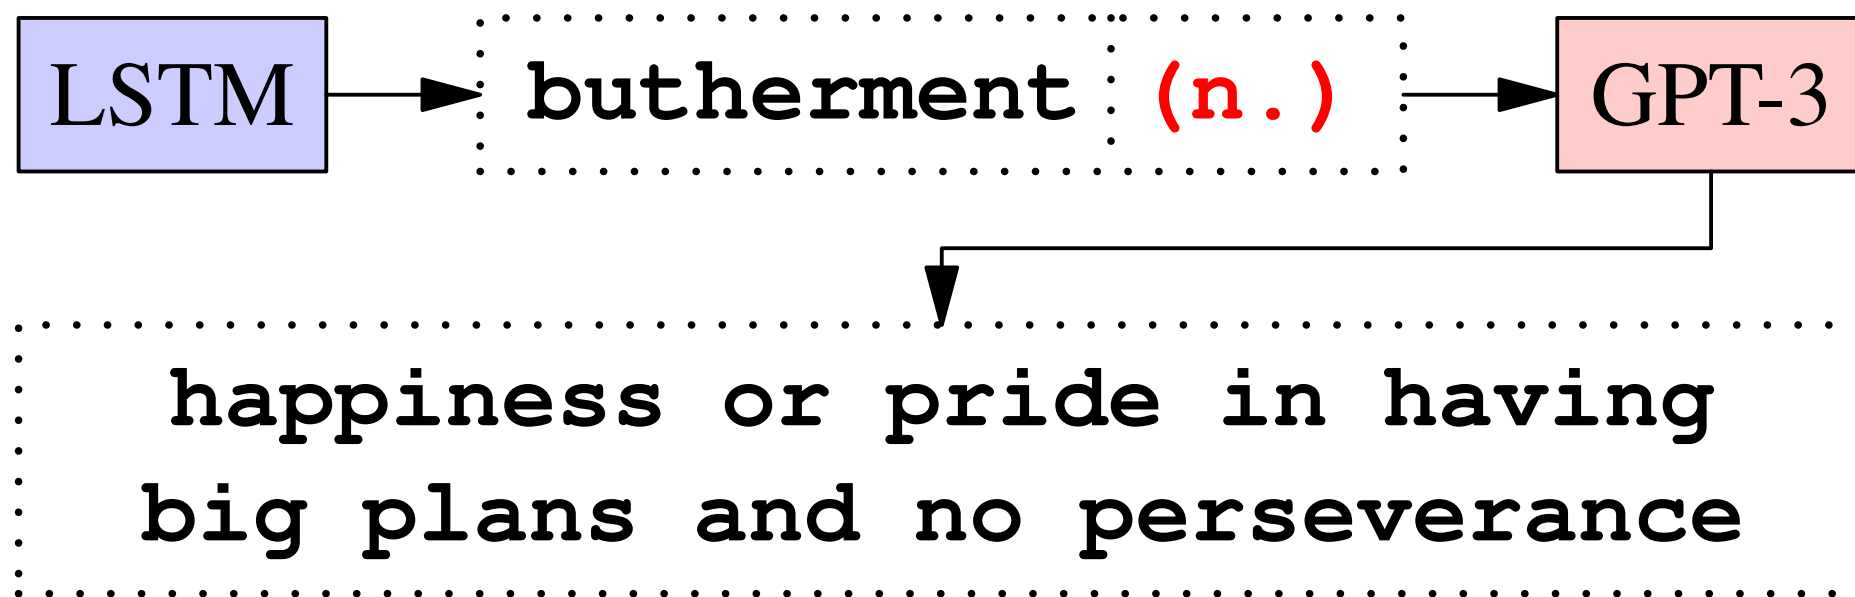 LSTM butherment (n.) GPT-3
happiness or pride in having
big plans and no perseverance